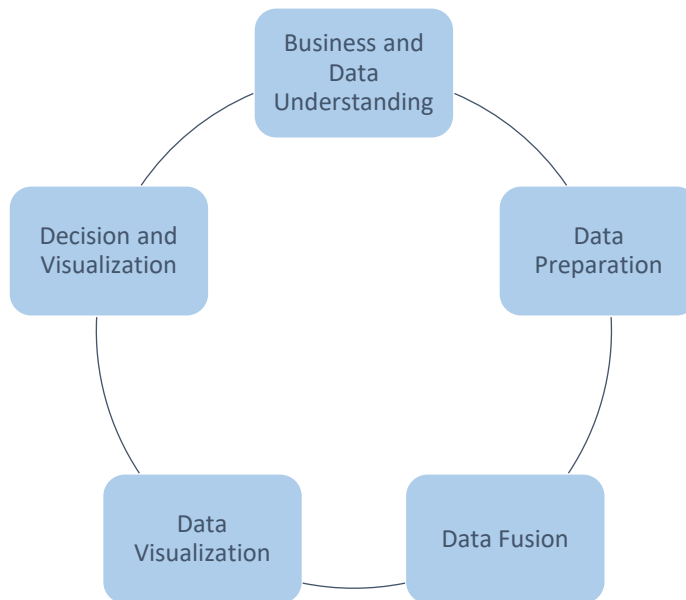 Business and
Data
Understanding
Data
Preparation
Data Fusion
Data
Visualization
Decision and
Visualization